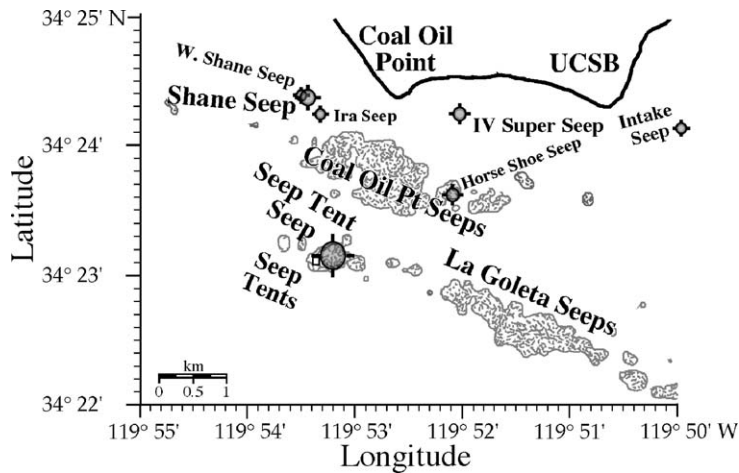 34° 25' N
Coal Oil
Point
UCSB
W. Shane Seep
Shane Seep
Ira Seep
IV Super Seep
Intake
Seep
34° 24'
Horse Shoe Seep
Coal Oil Pt Seeps
Seep Tent
Seep
Latitude
34° 23'
Seep
Tents
La Goleta Seeps
km
0 0.5 1
34° 22'
119° 55' 119° 54' 119° 53' 119° 52' 119° 51' 119° 50' W
Longitude